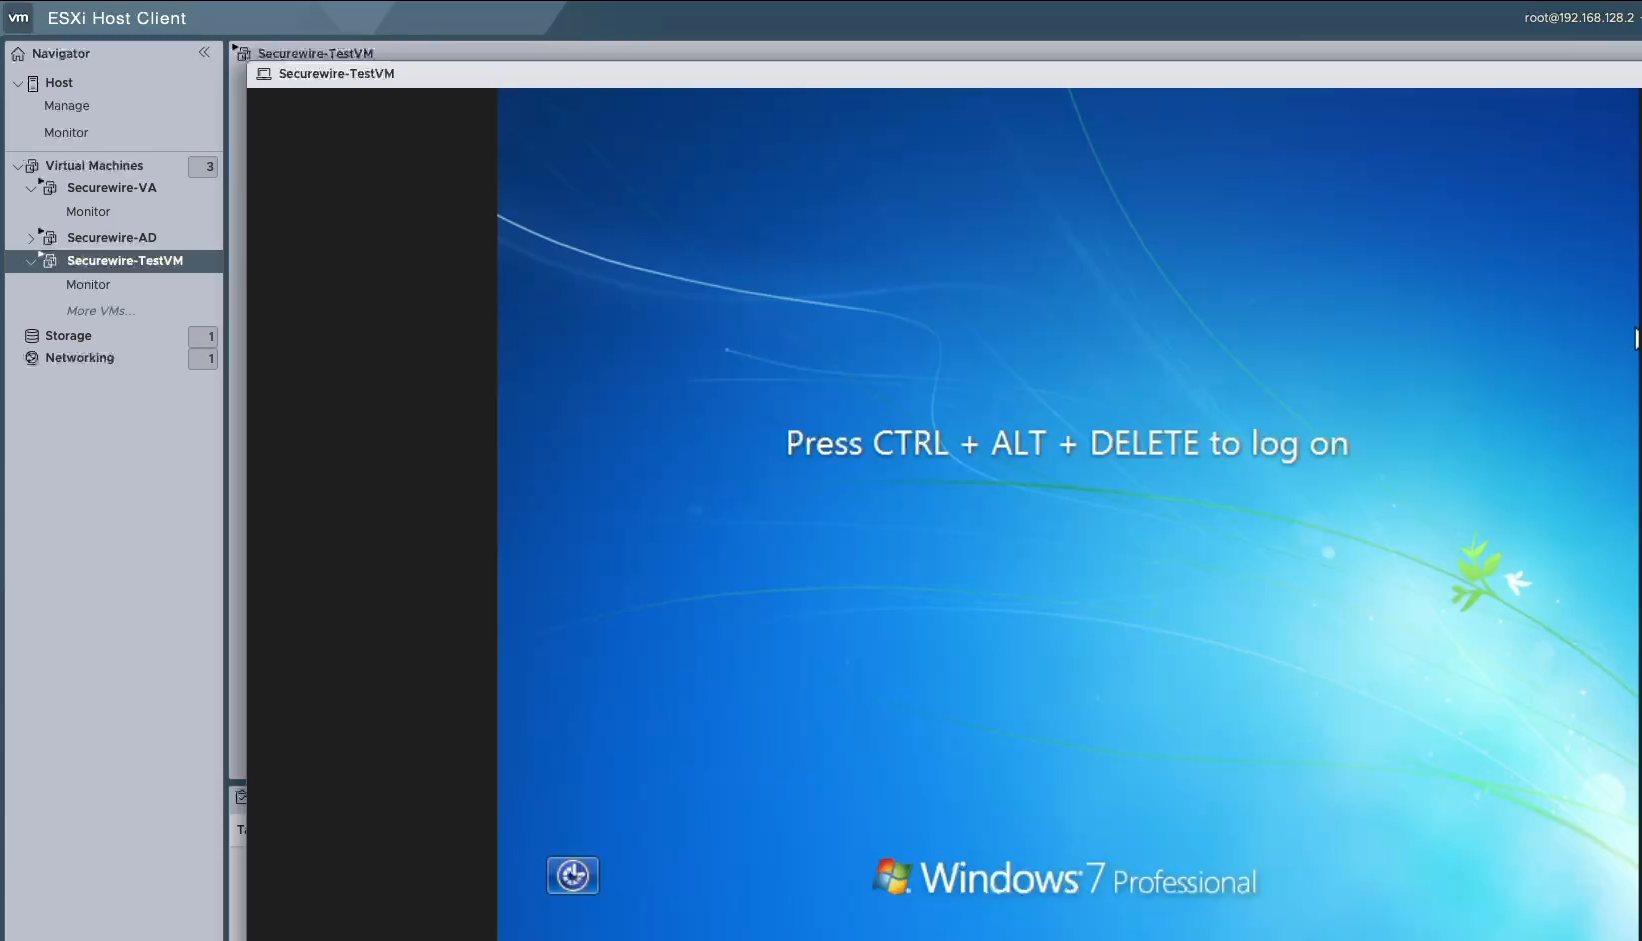 vm ESXi Host Client
root@192.168.128.2
Navigator
Host
Manage
Monitor
Virtual Machines 3
Securewire-VA
Monitor
Securewire-AD
Securewire-TestVM
Monitor
More VMs...
Storage 1
Networking 1
Securewire-TestVM
Securewire-TestVM
Press CTRL + ALT + DELETE to log on
Windows 7 Professional